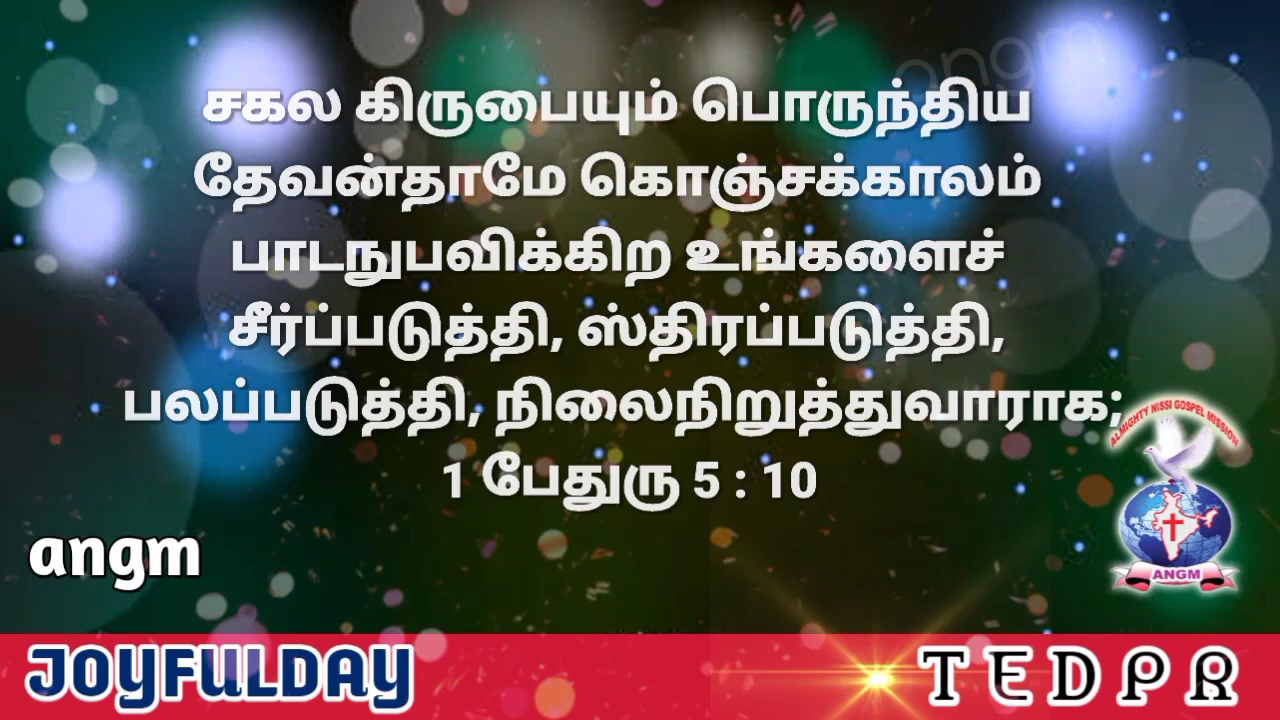 angm
சகல கிருபையும் பொருந்திய
தேவன்தாமே கொஞ்சக்காலம்
பாடநுபவிக்கிற உங்களைச்
சீர்ப்படுத்தி, ஸ்திரப்படுத்தி,
பலப்படுத்தி, நிலைநிறுத்துவாராக;
1 பேதுரு 5 : 10
ALMIGHTY NISSI GOSPEL MISSION
ANGM
angm
JOYFULDAY
TEDPR